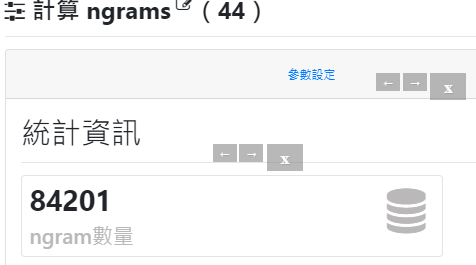 計算 ngrams (44)
參數設定
← → x
統計資訊
← → x
84201
ngram數量